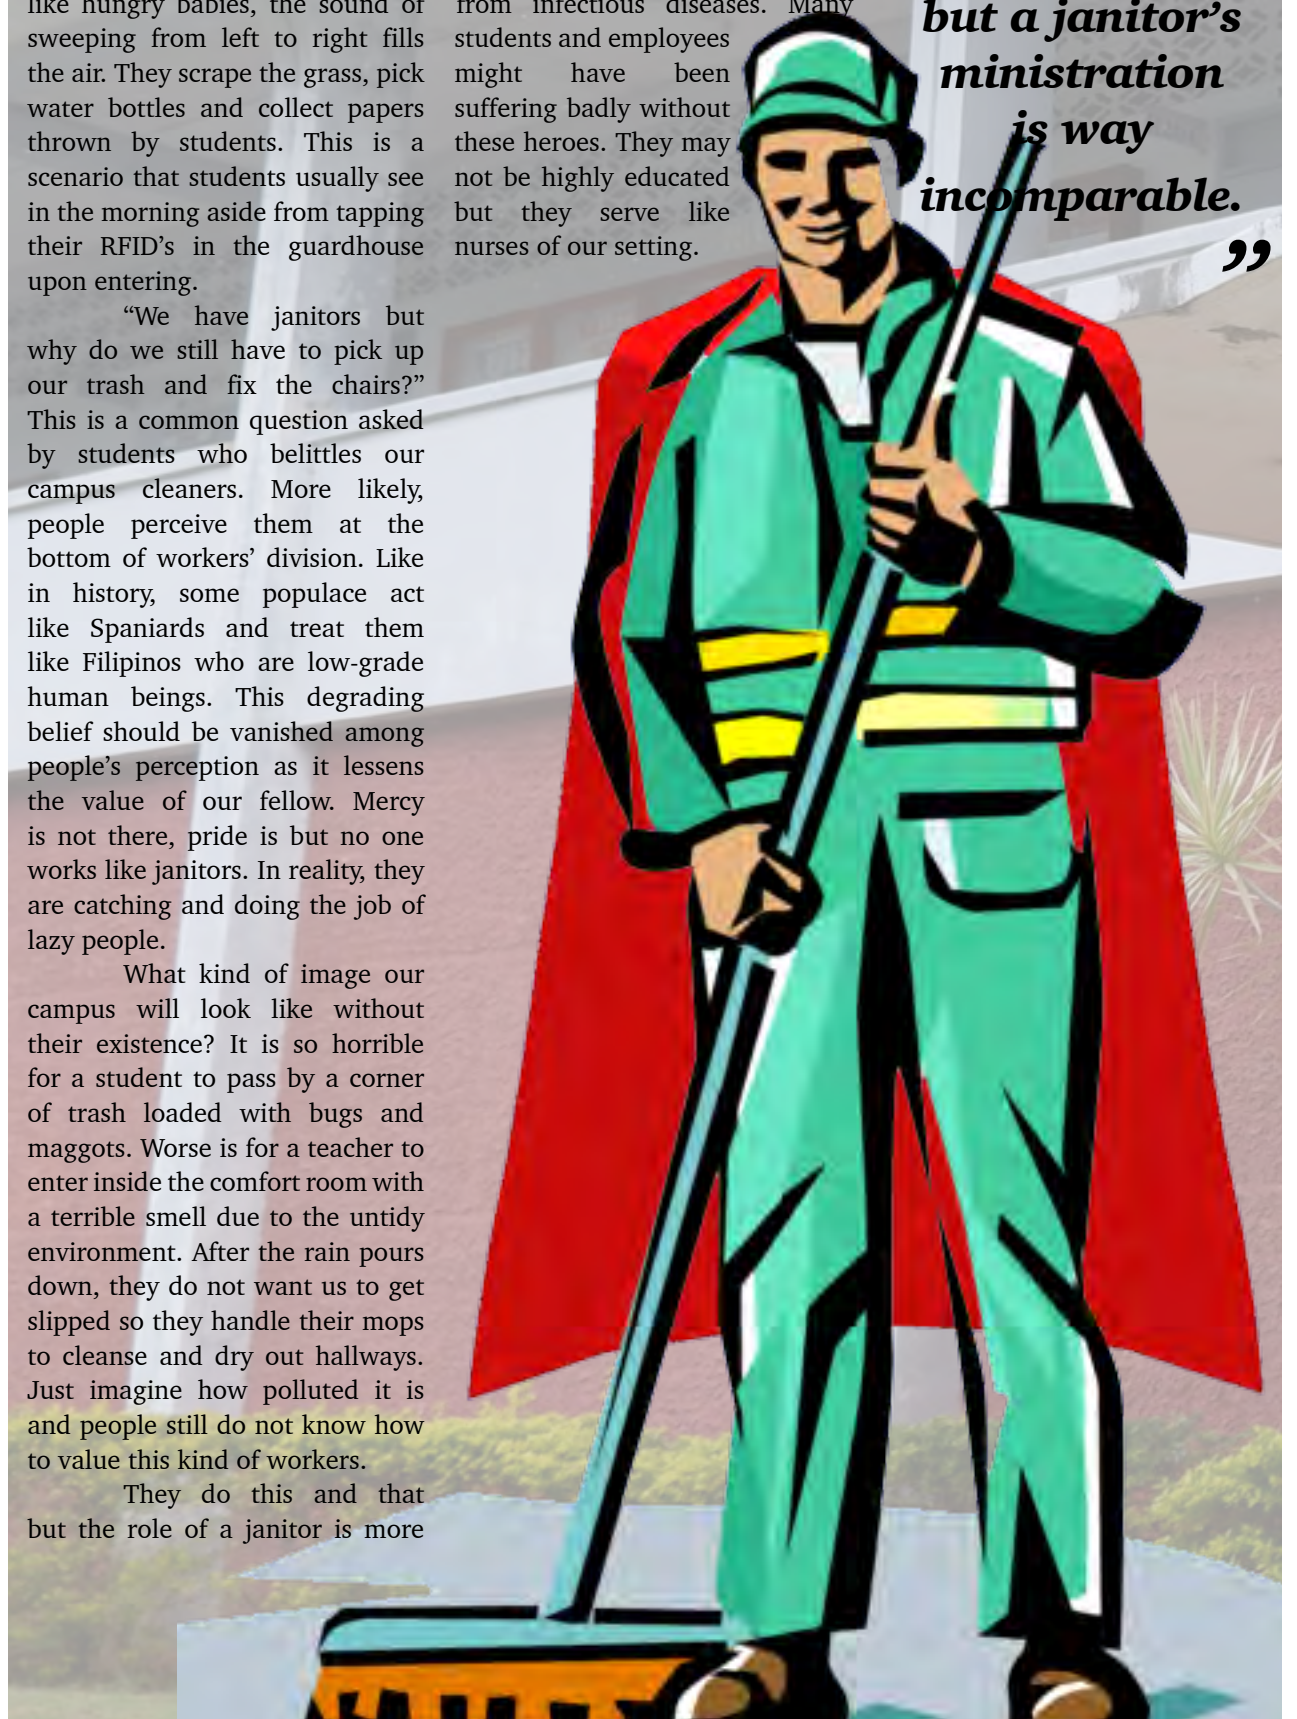 like hungry babies, the sound of
sweeping from left to right fills
the air. They scrape the grass, pick
water bottles and collect papers
thrown by students. This is a
scenario that students usually see
in the morning aside from tapping
their RFID’s in the guardhouse
upon entering.
“We have janitors but
why do we still have to pick up
our trash and fix the chairs?”
This is a common question asked
by students who belittles our
campus cleaners. More likely,
people perceive them at the
bottom of workers’ division. Like
in history, some populace act
like Spaniards and treat them
like Filipinos who are low-grade
human beings. This degrading
belief should be vanished among
people’s perception as it lessens
the value of our fellow. Mercy
is not there, pride is but no one
works like janitors. In reality, they
are catching and doing the job of
lazy people.
What kind of image our
campus will look like without
their existence? It is so horrible
for a student to pass by a corner
of trash loaded with bugs and
maggots. Worse is for a teacher to
enter inside the comfort room with
a terrible smell due to the untidy
environment. After the rain pours
down, they do not want us to get
slipped so they handle their mops
to cleanse and dry out hallways.
Just imagine how polluted it is
and people still do not know how
to value this kind of workers.
They do this and that
but the role of a janitor is more
from infectious diseases. Many
students and employees
might have been
suffering badly without
these heroes. They may
not be highly educated
but they serve like
nurses of our setting.
but a janitor’s
ministration
is way
incomparable.
”